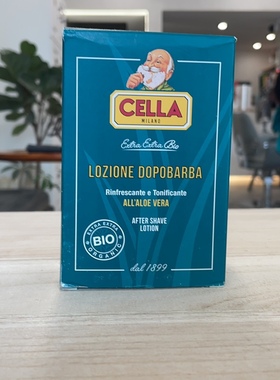 CELLA
MILANO
Extra Extra Bio
LOZIONE DOPOBARBA
Rinfrescante e Tonificante
ALL'ALOE VERA
AFTER SHAVE
LOTION
EXTRA EXTRA
BIO
ORGANIC
dal 1899